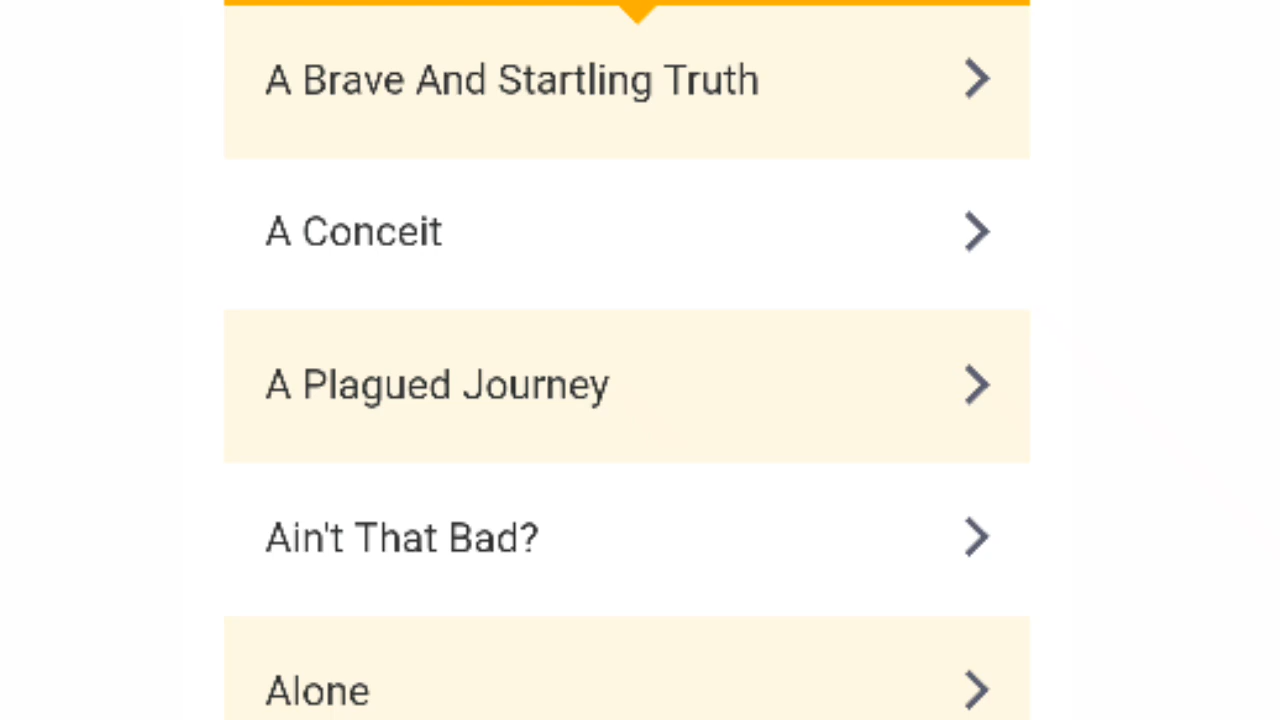 A Brave And Startling Truth
A Conceit
A Plagued Journey
Ain't That Bad?
Alone